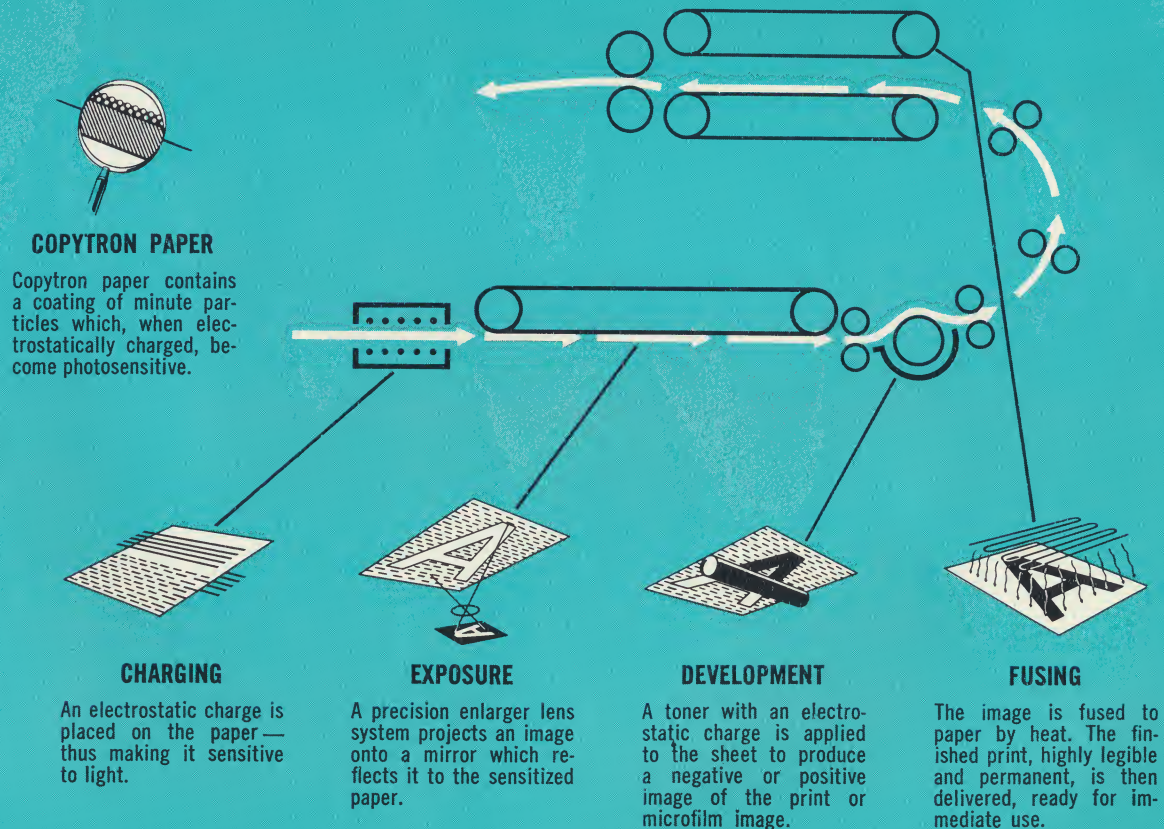 COPYTRON PAPER
Copytron paper contains
a coating of minute par-
ticles which, when elec-
trostatically charged, be-
come photosensitive.
CHARGING
An electrostatic charge is
placed on the paper —
thus making it sensitive
to light.
EXPOSURE
A precision enlarger lens
system projects an image
onto a mirror which re-
flects it to the sensitized
paper.
DEVELOPMENT
A toner with an electro-
static charge is applied
to the sheet to produce
a negative or positive
image of the print or
microfilm image.
FUSING
The image is fused to
paper by heat. The fin-
ished print, highly legible
and permanent, is then
delivered, ready for im-
mediate use.
A
A
A
A